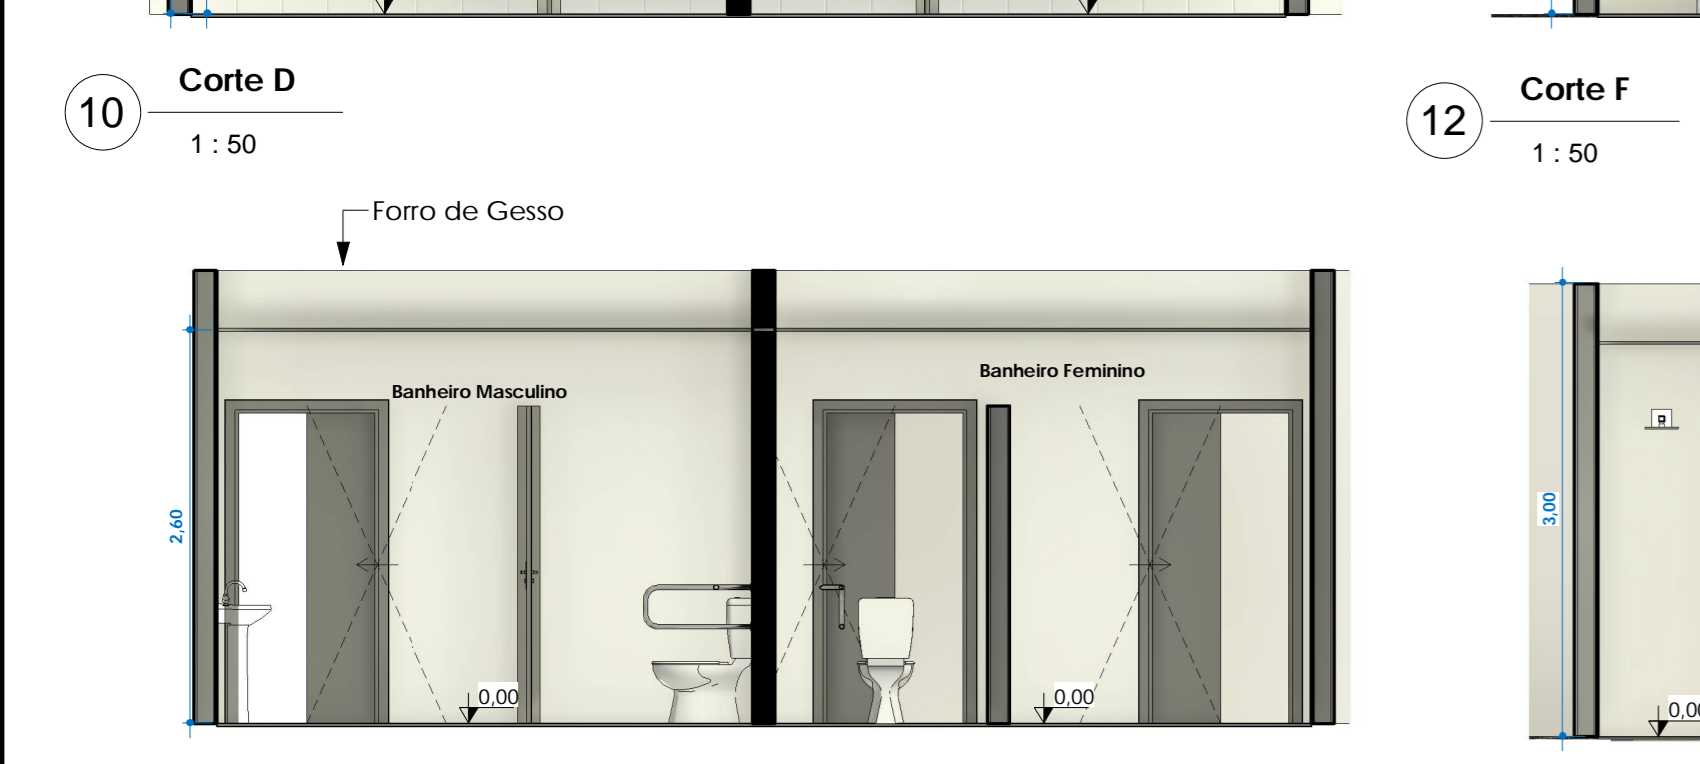 10
Corte D
1 : 50
12
Corte F
1 : 50
Forro de Gesso
Banheiro Masculino
Banheiro Feminino
2,60
3,00
0,00
0,00